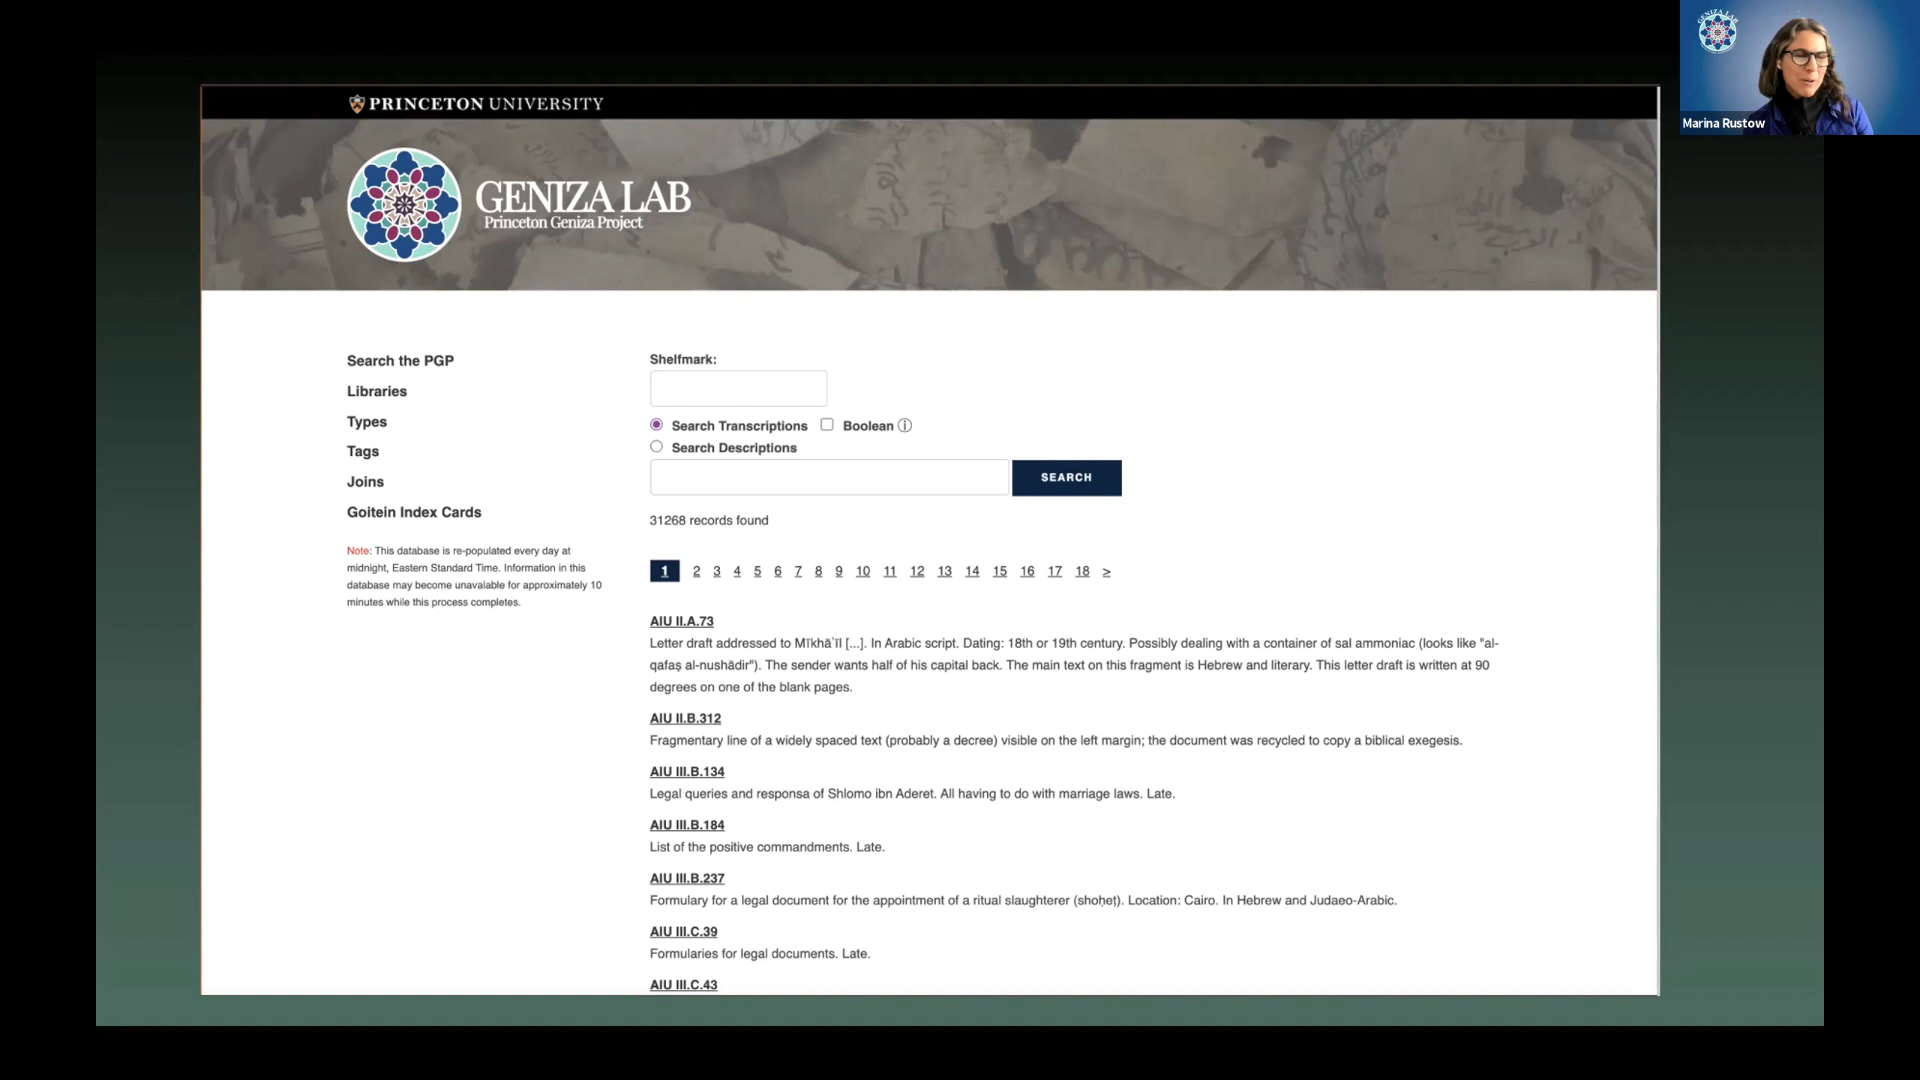 PRINCETON UNIVERSITY
GENIZA LAB
Princeton Geniza Project
GENIZA LAB
Marina Rustow
Search the PGP
Libraries
Types
Tags
Joins
Goitein Index Cards
Note: This database is re-populated every day at
midnight, Eastern Standard Time. Information in this
database may become unavalable for approximately 10
minutes while this process completes.
Shelfmark:
Search Transcriptions Boolean
Search Descriptions
SEARCH
31268 records found
1 2 3 4 5 6 7 8 9 10 11 12 13 14 15 16 17 18 >
AIU II.A.73
Letter draft addressed to Mīkhāʾīl [...]. In Arabic script. Dating: 18th or 19th century. Possibly dealing with a container of sal ammoniac (looks like "al-
qafaṣ al-nushādir"). The sender wants half of his capital back. The main text on this fragment is Hebrew and literary. This letter draft is written at 90
degrees on one of the blank pages.
AIU II.B.312
Fragmentary line of a widely spaced text (probably a decree) visible on the left margin; the document was recycled to copy a biblical exegesis.
AIU III.B.134
Legal queries and responsa of Shlomo ibn Aderet. All having to do with marriage laws. Late.
AIU III.B.184
List of the positive commandments. Late.
AIU III.B.237
Formulary for a legal document for the appointment of a ritual slaughterer (shoḥeṭ). Location: Cairo. In Hebrew and Judaeo-Arabic.
AIU III.C.39
Formularies for legal documents. Late.
AIU III.C.43